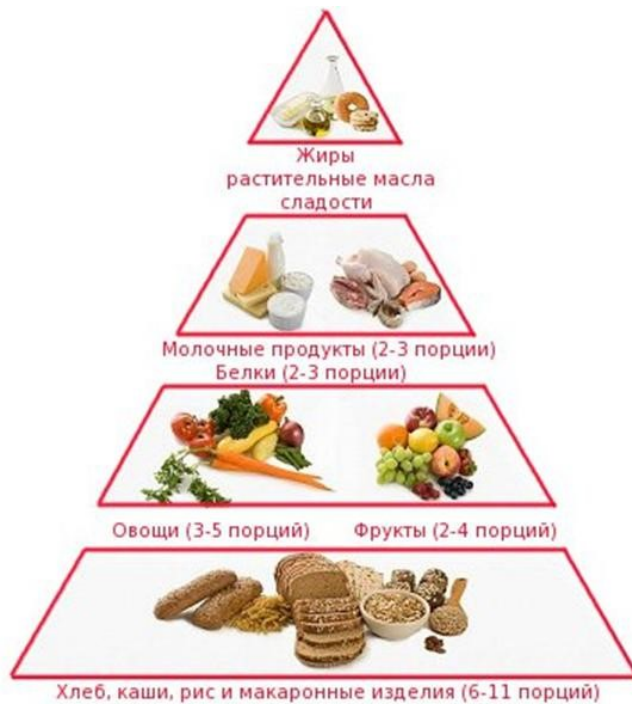 Жиры
растительные масла
сладости
Молочные продукты (2-3 порции)
Белки (2-3 порции)
Овощи (3-5 порций)
Фрукты (2-4 порций)
Хлеб, каши, рис и макаронные изделия (6-11 порций)